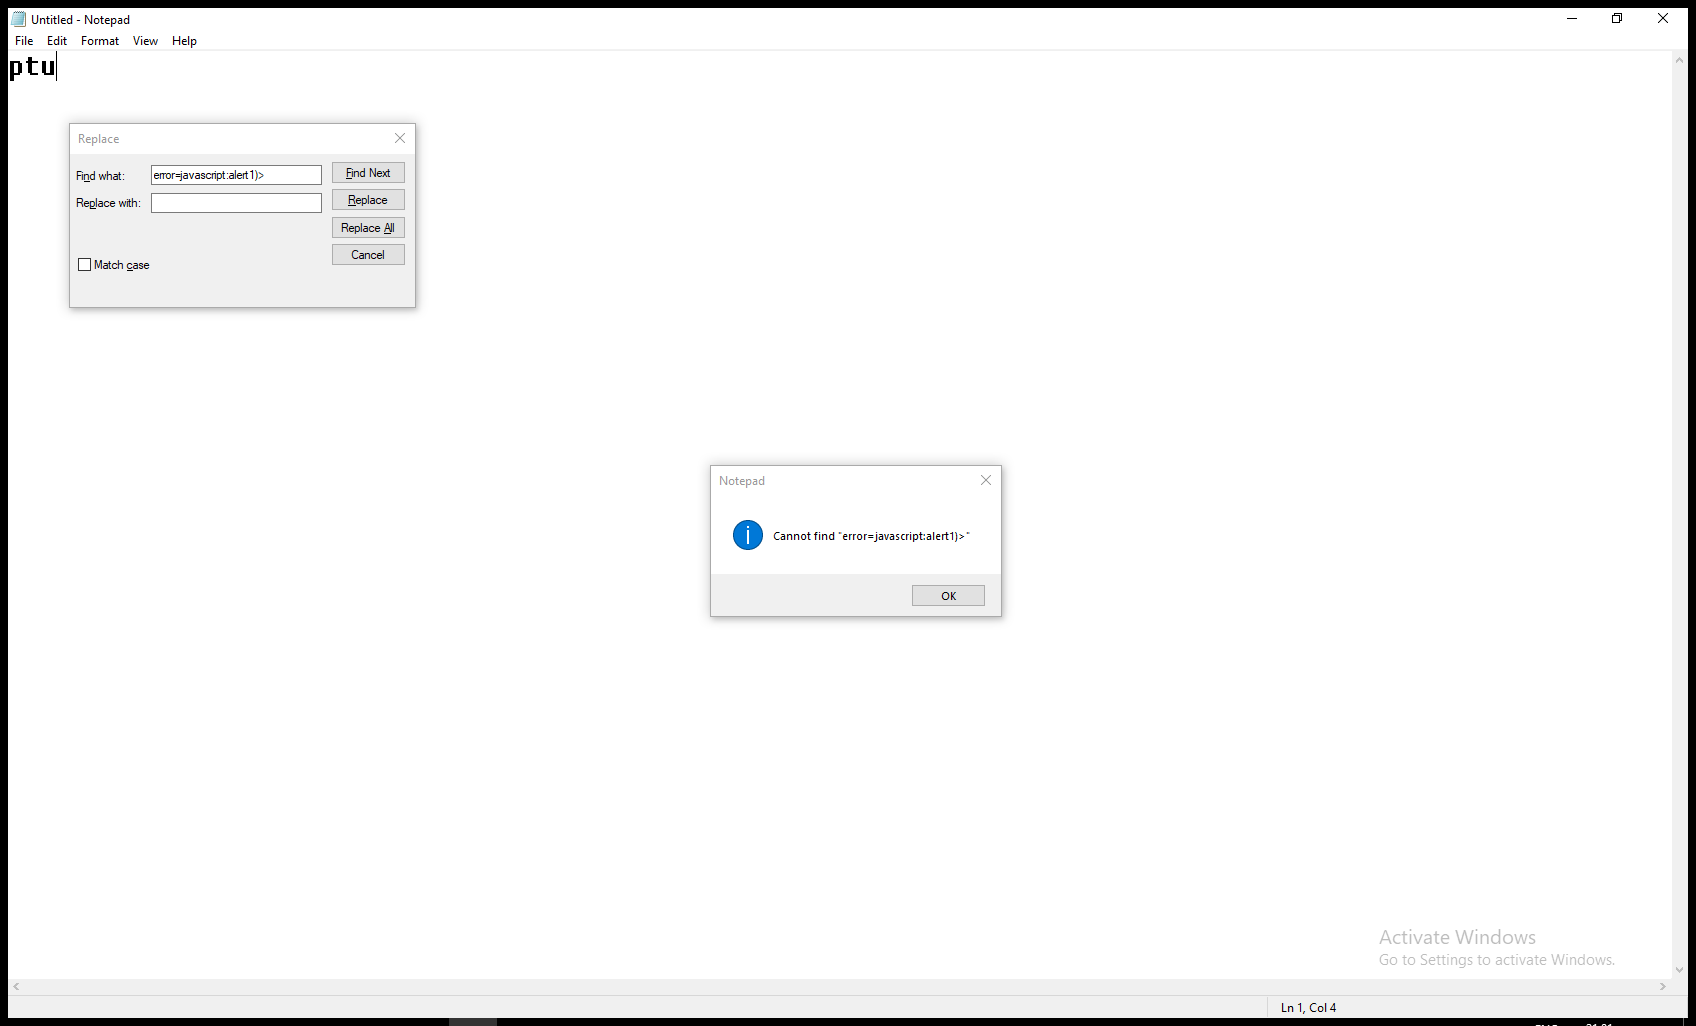 Untitled - Notepad
File Edit Format View Help
ptu
Replace
Find what: error=javascript:alert1)> Find Next
Replace with: Replace
Replace All
Cancel
Match case
Notepad
Cannot find "error=javascript:alert1)>"
OK
Activate Windows
Go to Settings to activate Windows.
Ln 1, Col 4